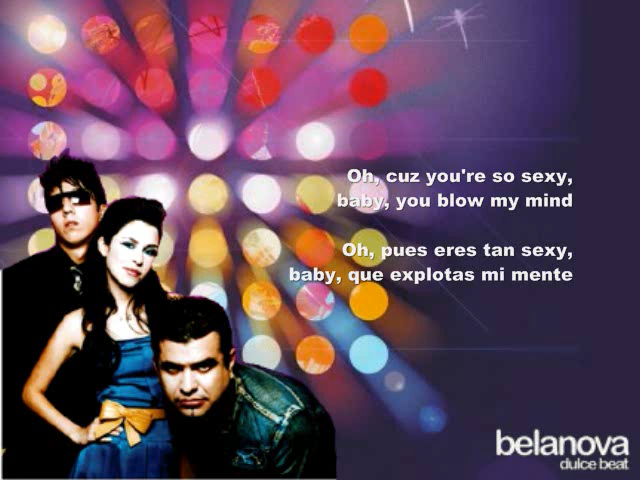 Oh, cuz you're so sexy,
baby, you blow my mind
Oh, pues eres tan sexy,
baby, que explotas mi mente
belanova
dulce beat